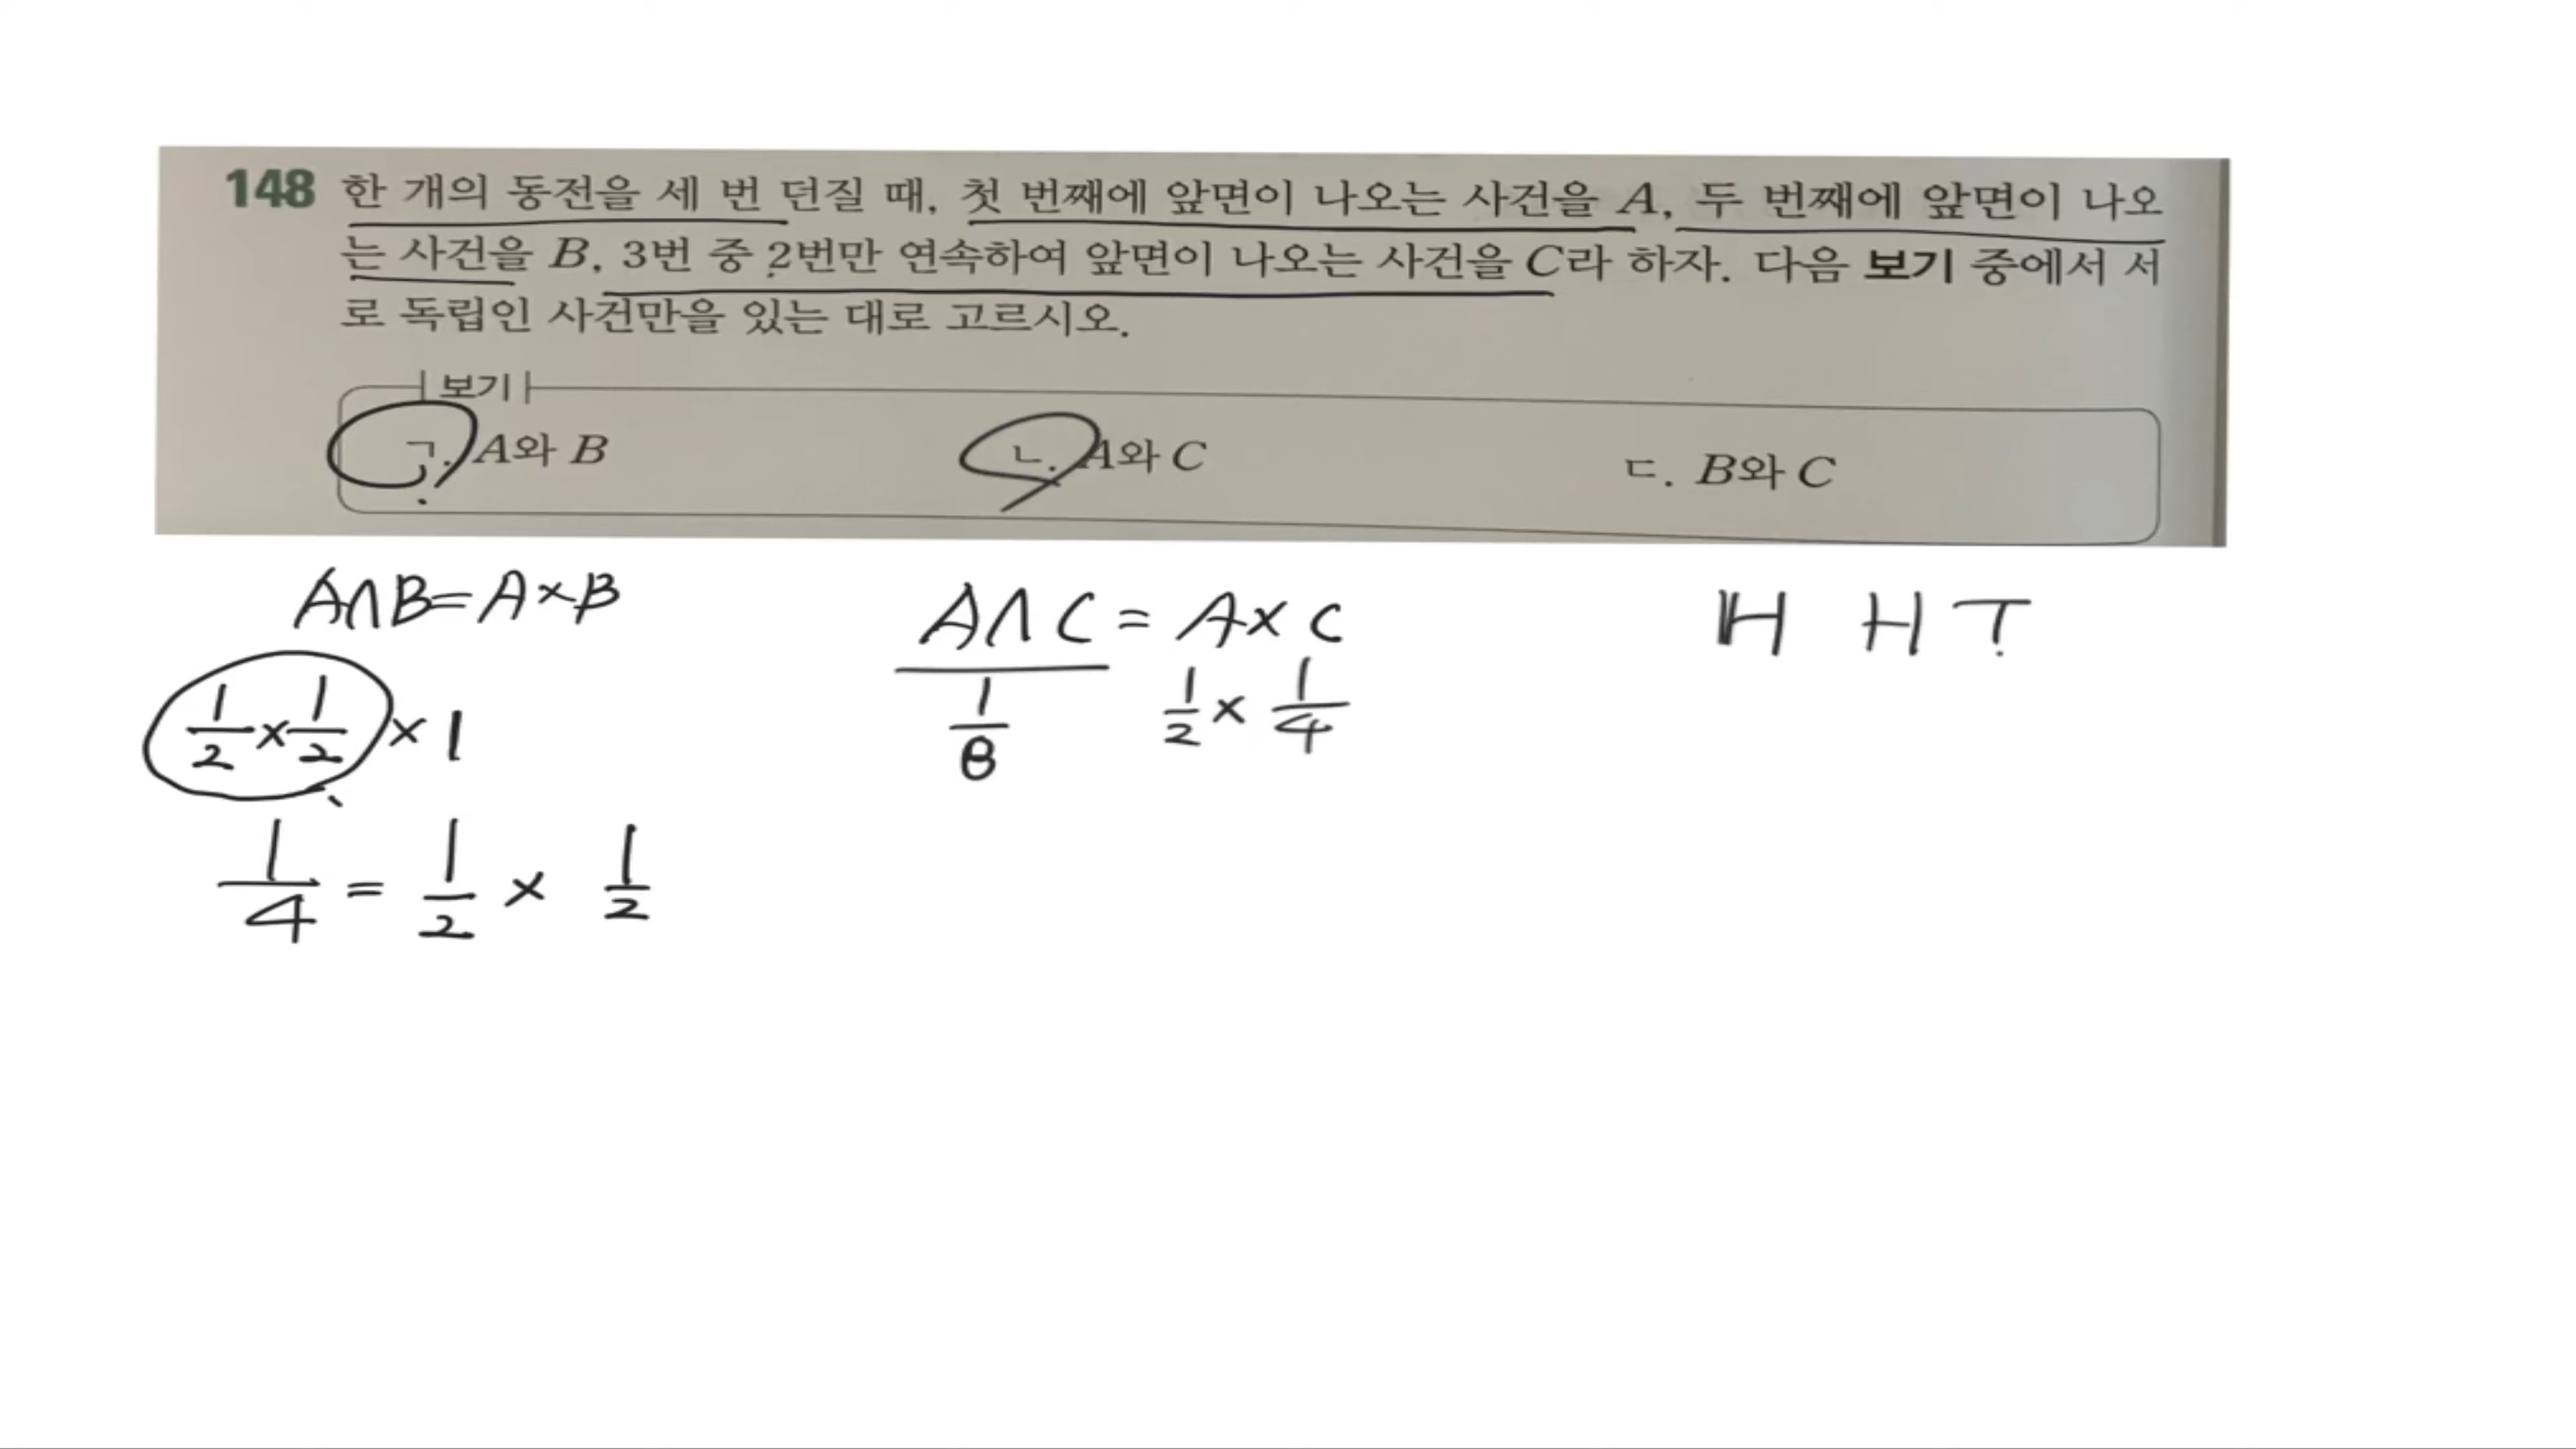 148 한 개의 동전을 세 번 던질 때, 첫 번째에 앞면이 나오는 사건을 A, 두 번째에 앞면이 나오
는 사건을 B, 3번 중 2번만 연속하여 앞면이 나오는 사건을 C라 하자. 다음 보기 중에서 서
로 독립인 사건만을 있는 대로 고르시오.
보기
ㄱ. A와 B ㄴ. A와 C ㄷ. B와 C
A∩B=A×B
1/2×1/2×1
1/4=1/2×1/2
A∩C=A×C
1/8 1/2×1/4
H H T